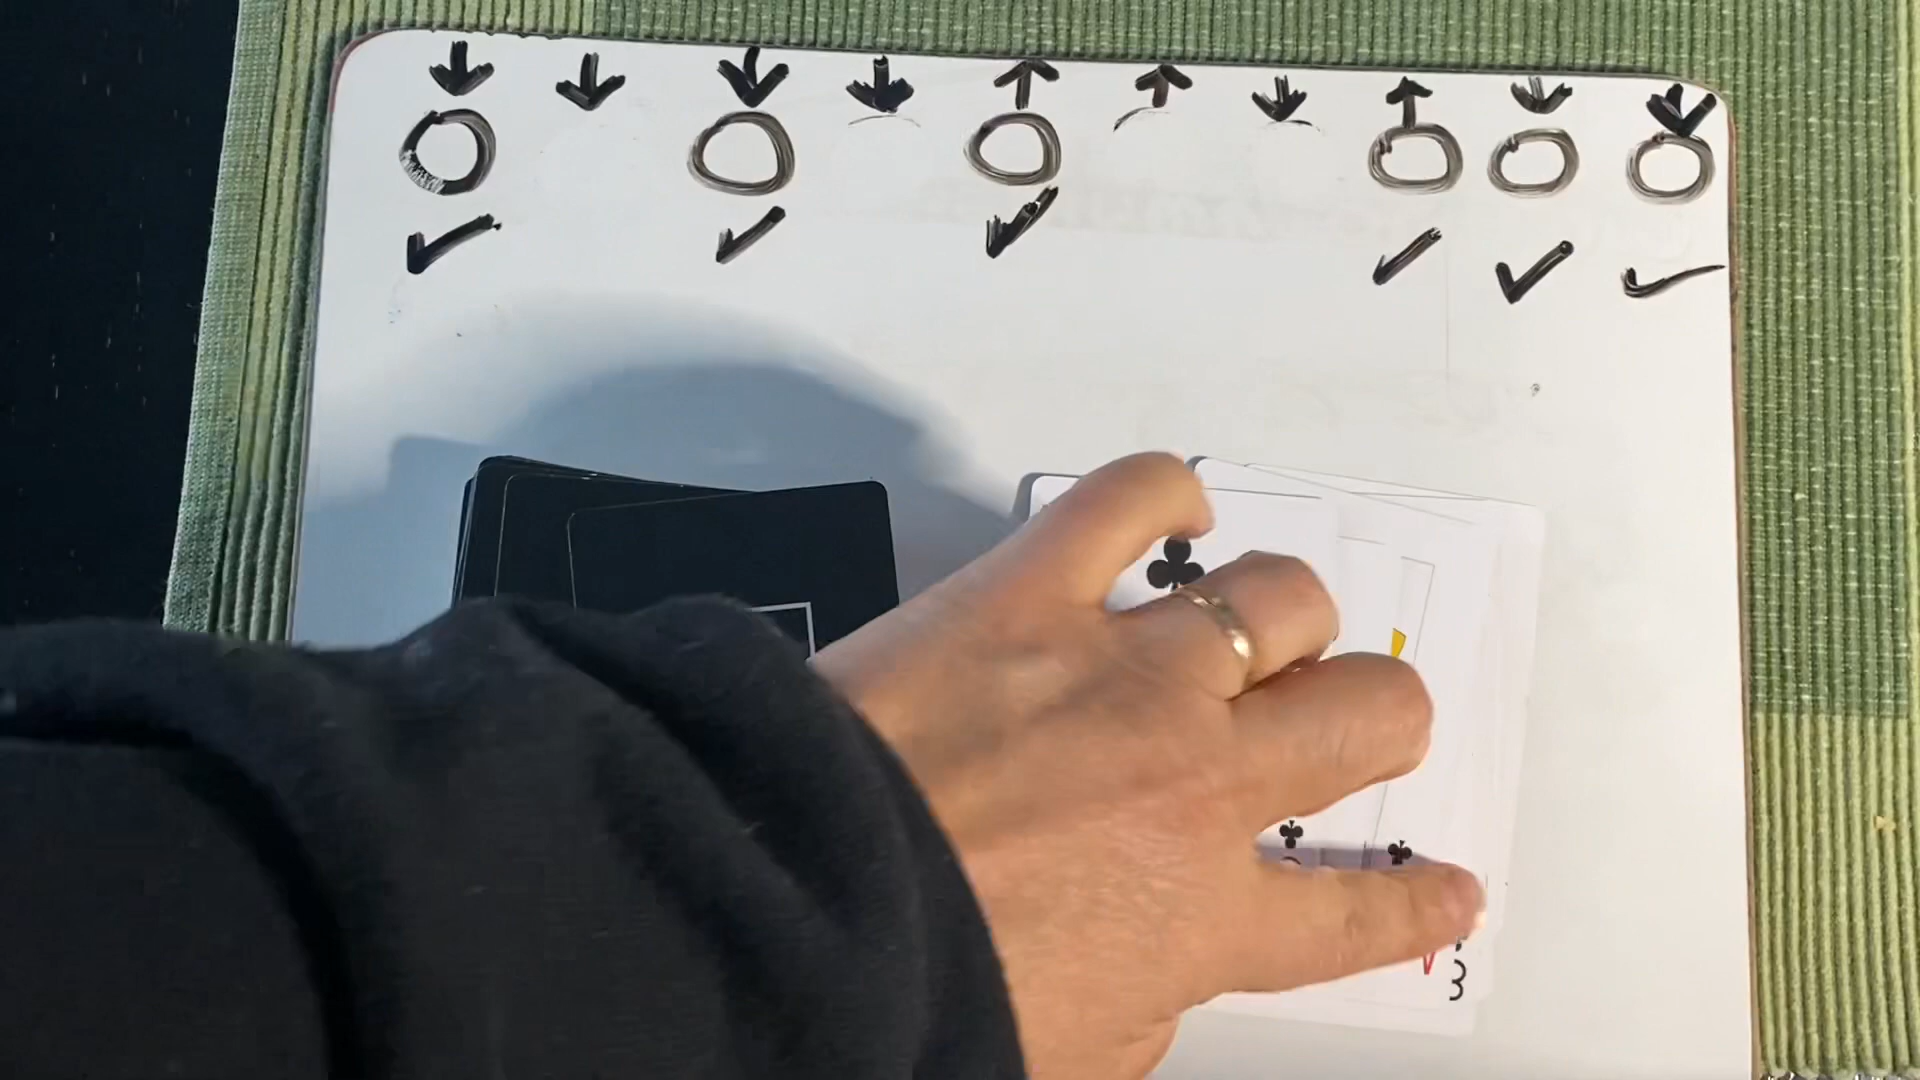 ↓ ↓ ↓ ↓ ↑ ↑ ↓ ↑ ↓ ↓
○ ○ ○ ○ ○ ○
✓ ✓ ✓ ✓ ✓ ✓
3